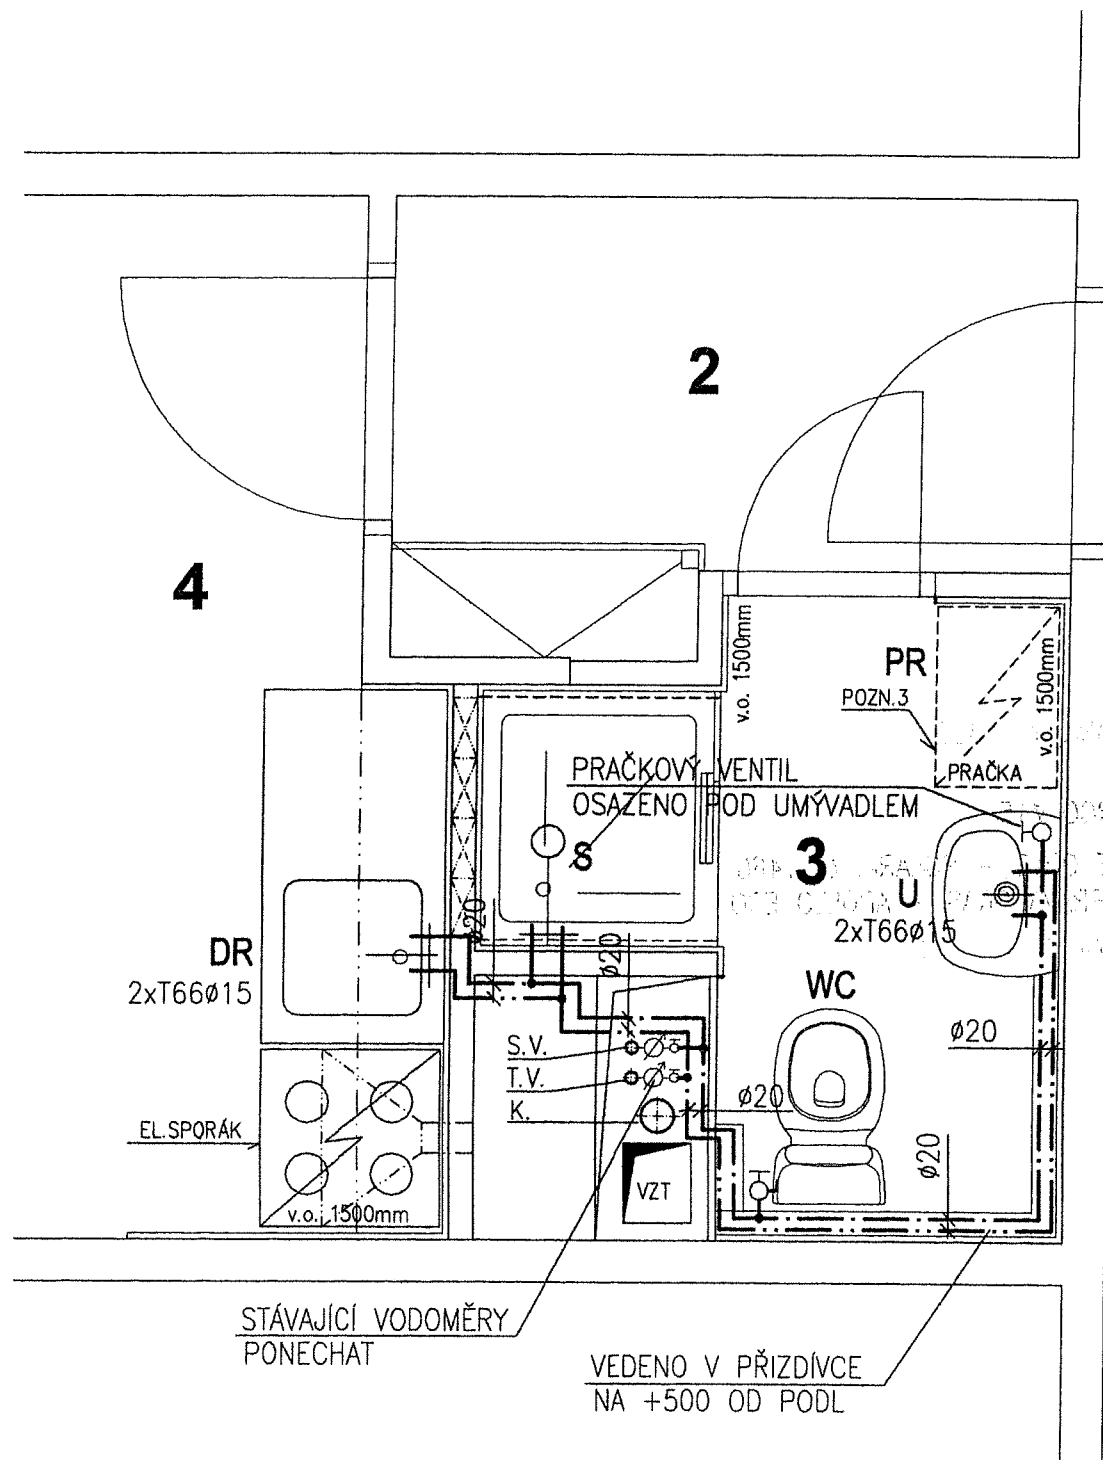 2
4
v.o. 1500mm
PR
v.o. 1500mm
POZN.3
PRAČKA
PRAČKOVÝ VENTIL
OSAZENO POD UMÝVADLEM
S
3
U
2xT66ø15
ø20
DR
2xT66ø15
ø20
WC
S.V.
T.V.
K.
ø20
ø20
ø20
EL.SPORÁK
VZT
v.o. 1500mm
STÁVAJÍCÍ VODOMĚRY
PONECHAT
VEDENO V PŘIZDÍVCE
NA +500 OD PODL